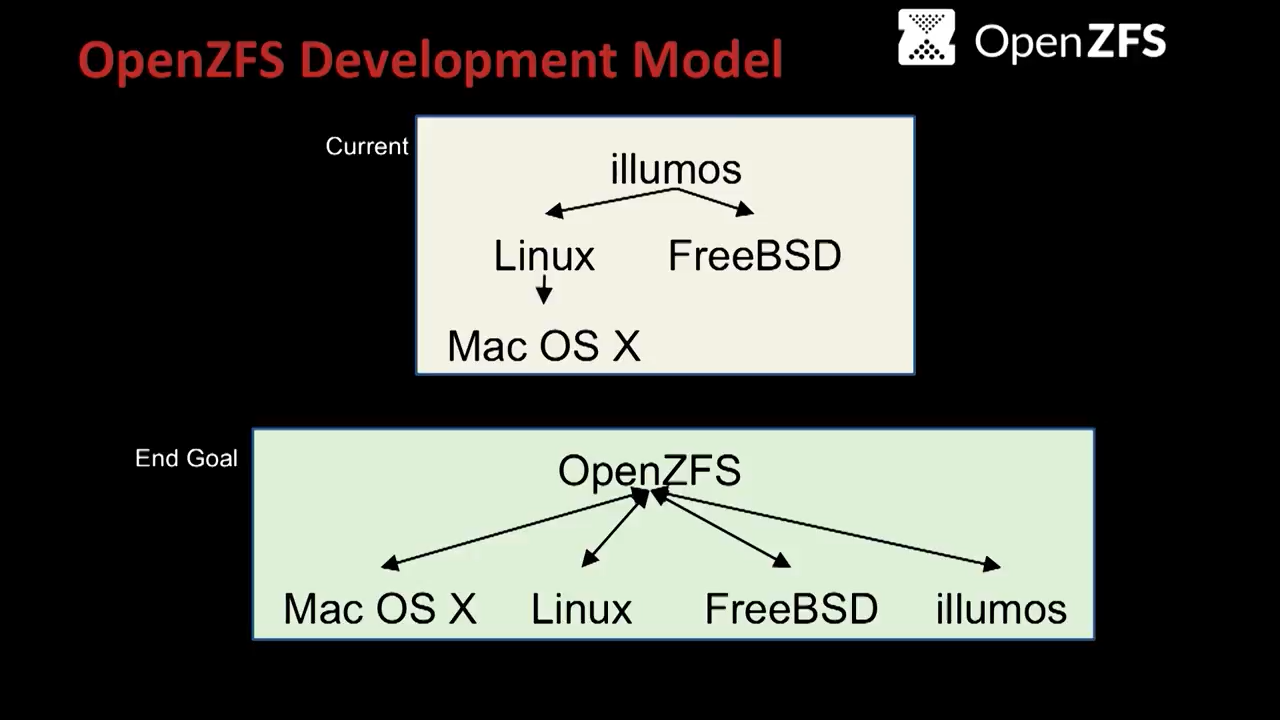 OpenZFS Development Model
OpenZFS
Current
illumos
Linux FreeBSD
Mac OS X
End Goal
OpenZFS
Mac OS X Linux FreeBSD illumos